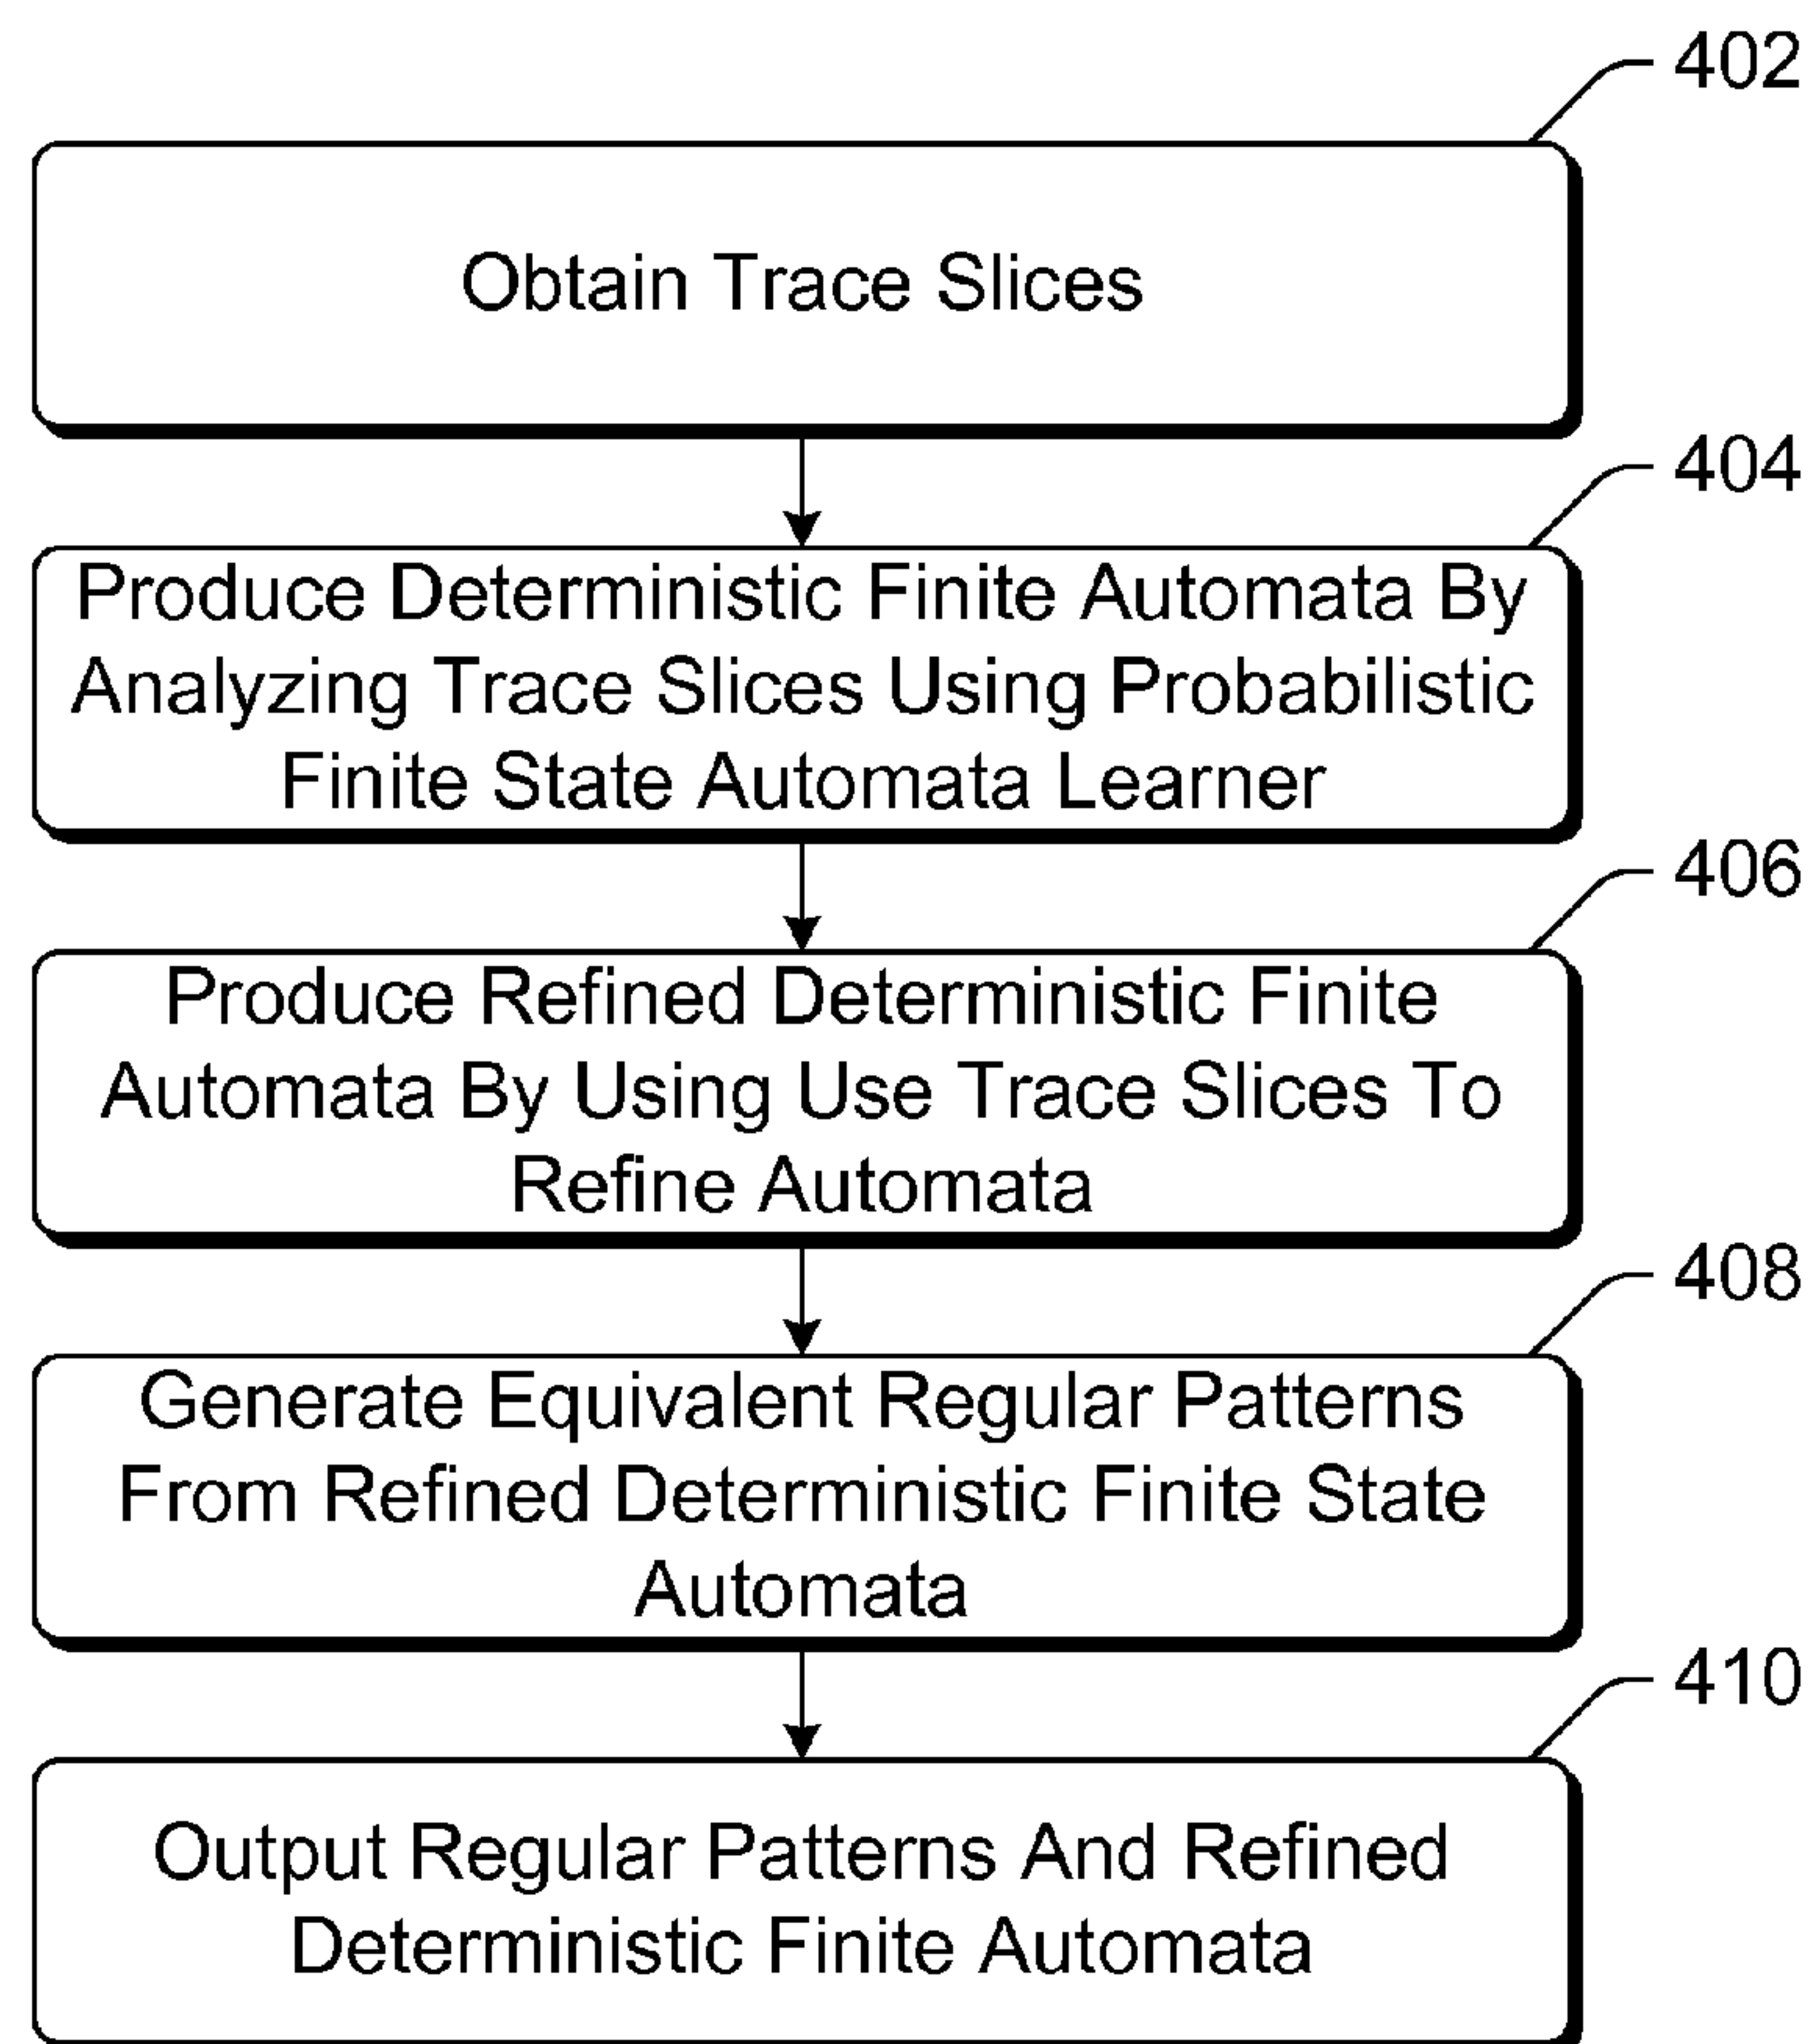 402
Obtain Trace Slices
404
Produce Deterministic Finite Automata By
Analyzing Trace Slices Using Probabilistic
Finite State Automata Learner
406
Produce Refined Deterministic Finite
Automata By Using Use Trace Slices To
Refine Automata
408
Generate Equivalent Regular Patterns
From Refined Deterministic Finite State
Automata
410
Output Regular Patterns And Refined
Deterministic Finite Automata